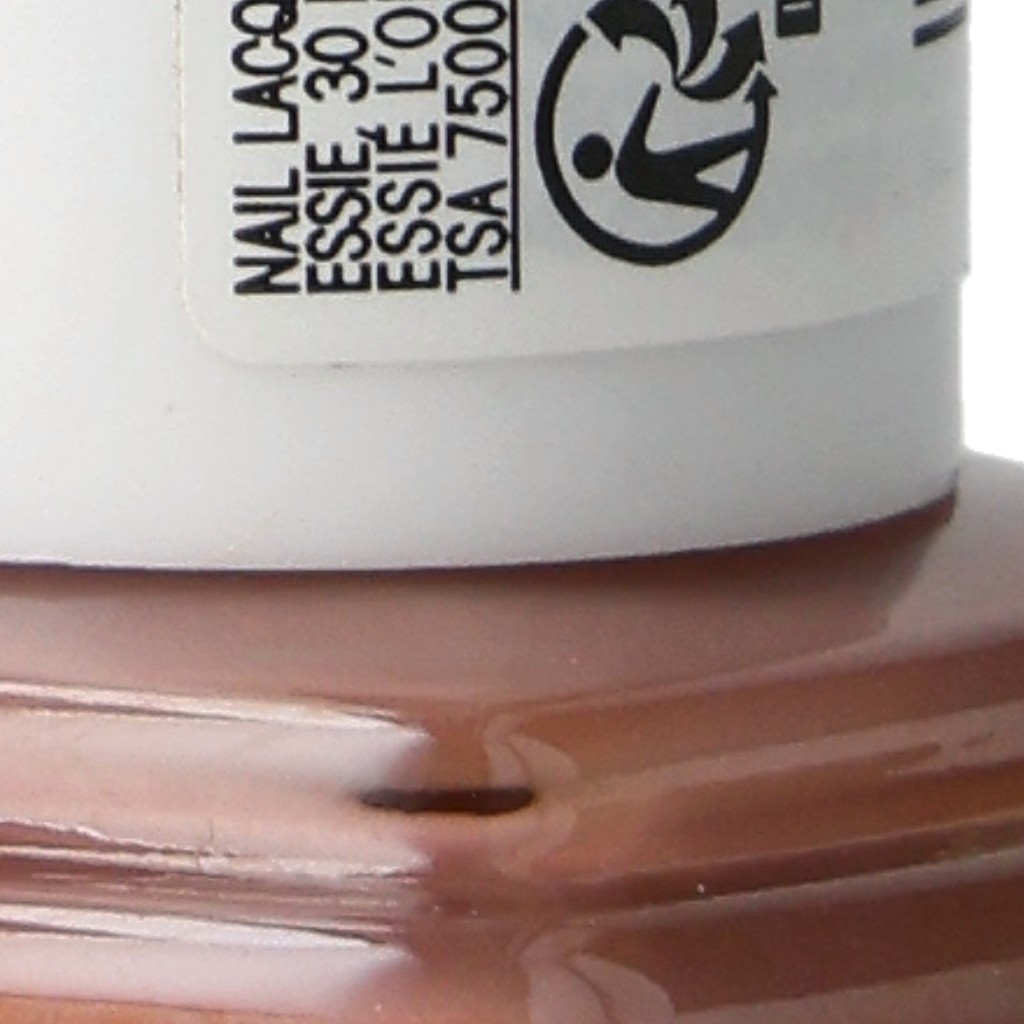 NAIL LACQ
ESSIE, 30
ESSIE L'O
TSA 7500